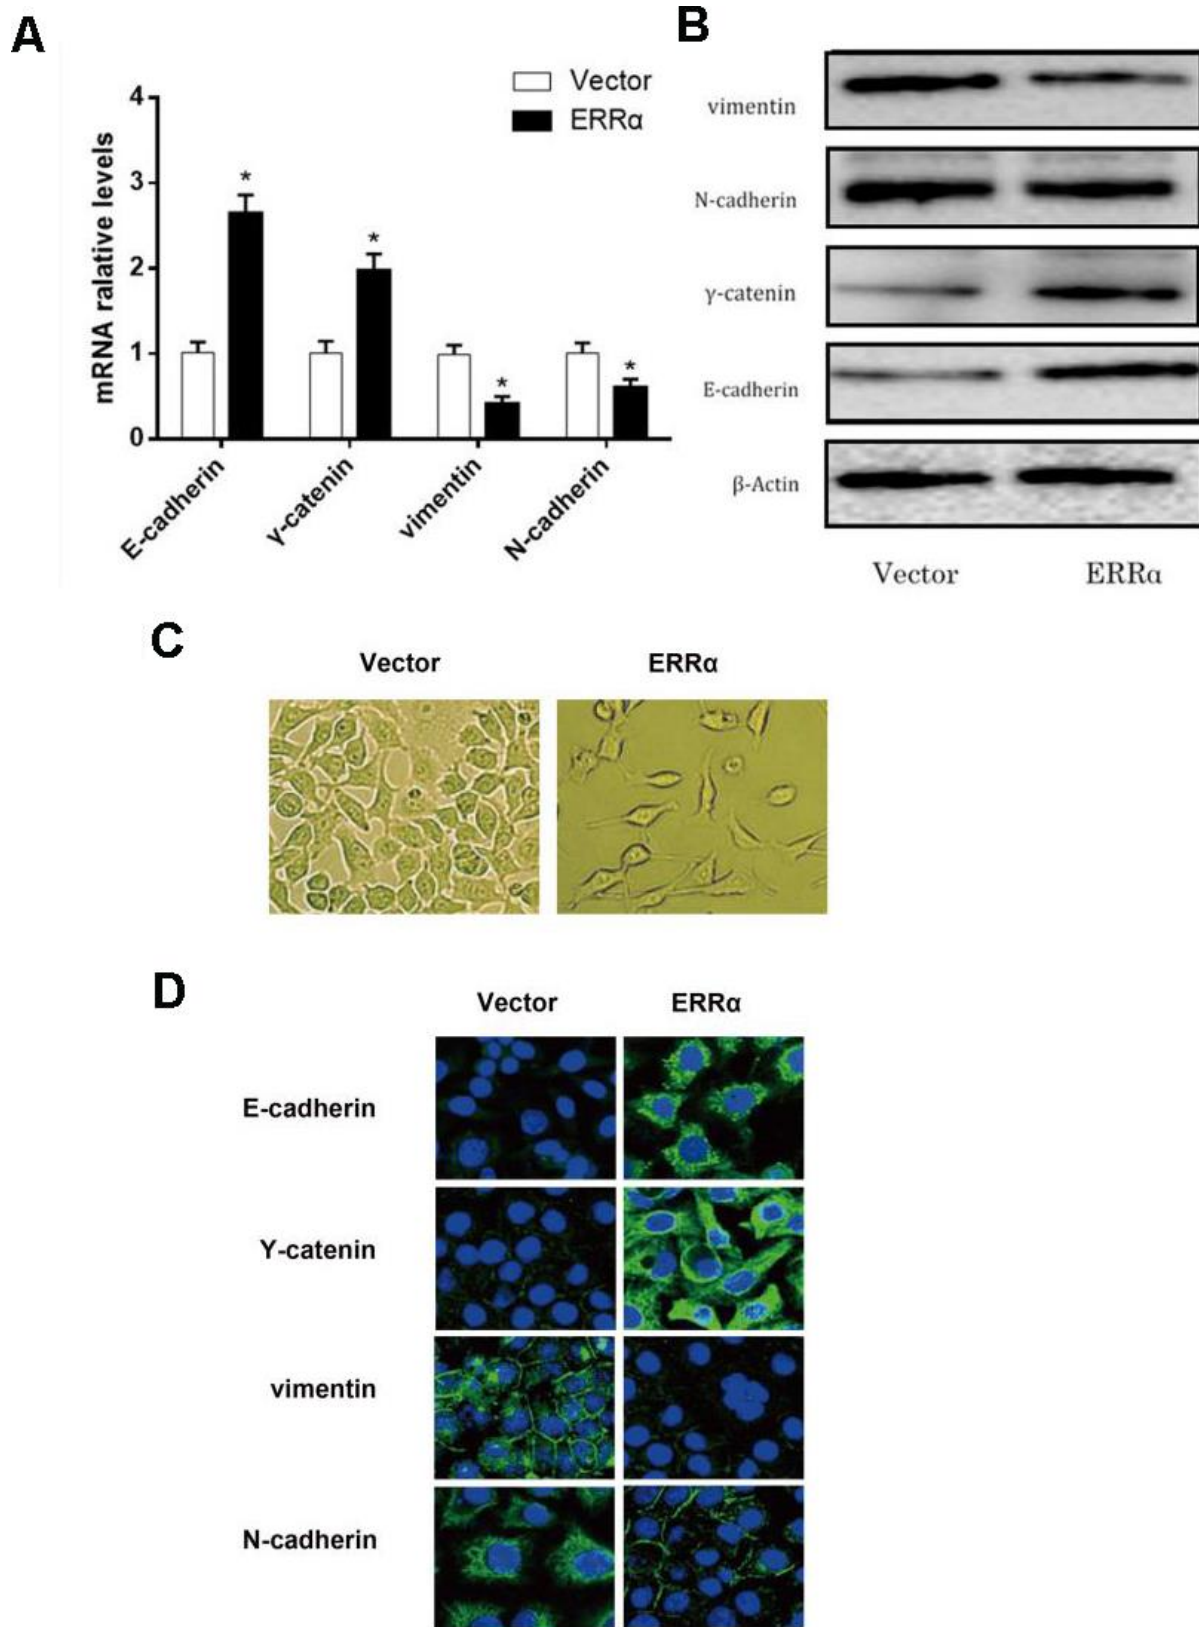 A
B
Vector
ERRα
mRNA ralative levels
4
3
2
1
0
*
*
*
*
E-cadherin
γ-catenin
vimentin
N-cadherin
vimentin
N-cadherin
γ-catenin
E-cadherin
β-Actin
Vector ERRα
C
Vector ERRα
D
Vector ERRα
E-cadherin
Y-catenin
vimentin
N-cadherin